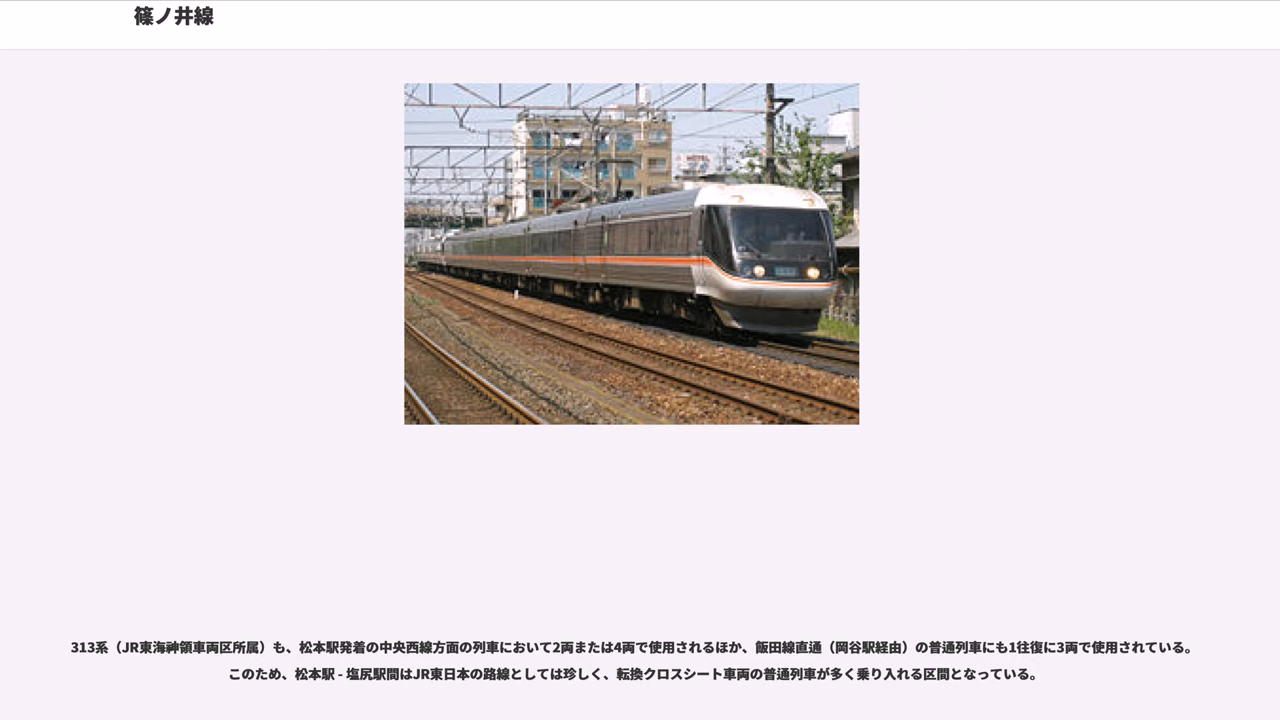 篠ノ井線
313系（JR東海神領車両区所属）も、松本駅発着の中央西線方面の列車において2両または4両で使用されるほか、飯田線直通（岡谷駅経由）の普通列車にも1往復に3両で使用されている。
このため、松本駅 - 塩尻駅間はJR東日本の路線としては珍しく、転換クロスシート車両の普通列車が多く乗り入れる区間となっている。